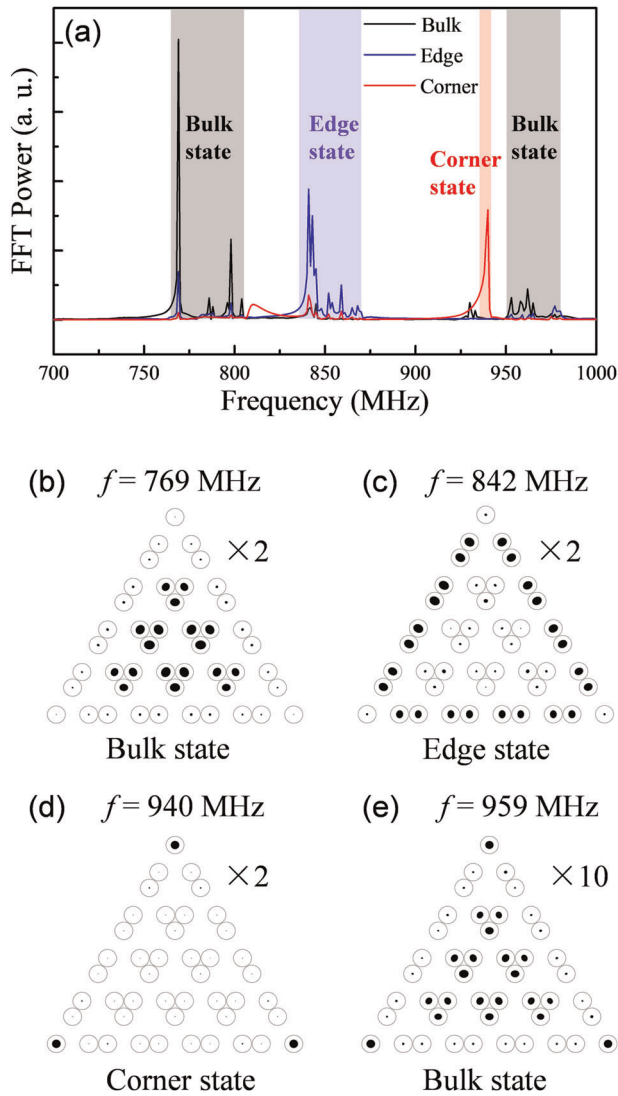 (a)
Bulk
Edge
Corner
Bulk state
Edge state
Corner state
Bulk state
FFT Power (a. u.)
700 750 800 850 900 950 1000
Frequency (MHz)
(b) f = 769 MHz
×2
Bulk state
(c) f = 842 MHz
×2
Edge state
(d) f = 940 MHz
×2
Corner state
(e) f = 959 MHz
×10
Bulk state